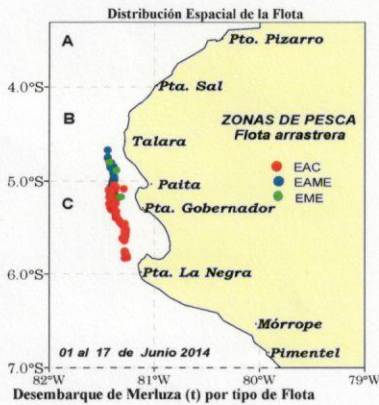 Distribución Espacial de la Flota
A
Pto. Pizarro
4.0°S
Pta. Sal
B
ZONAS DE PESCA
Flota arrastrera
Talara
EAC
5.0°S
Paita
EAME
C
Pta. Gobernador
EME
6.0°S
Pta. La Negra
Mórrope
01 al 17 de Junio 2014
Pimentel
7.0°S
82°W
81°W
80°W
79°W
Desembarque de Merluza (t) por tipo de Flota